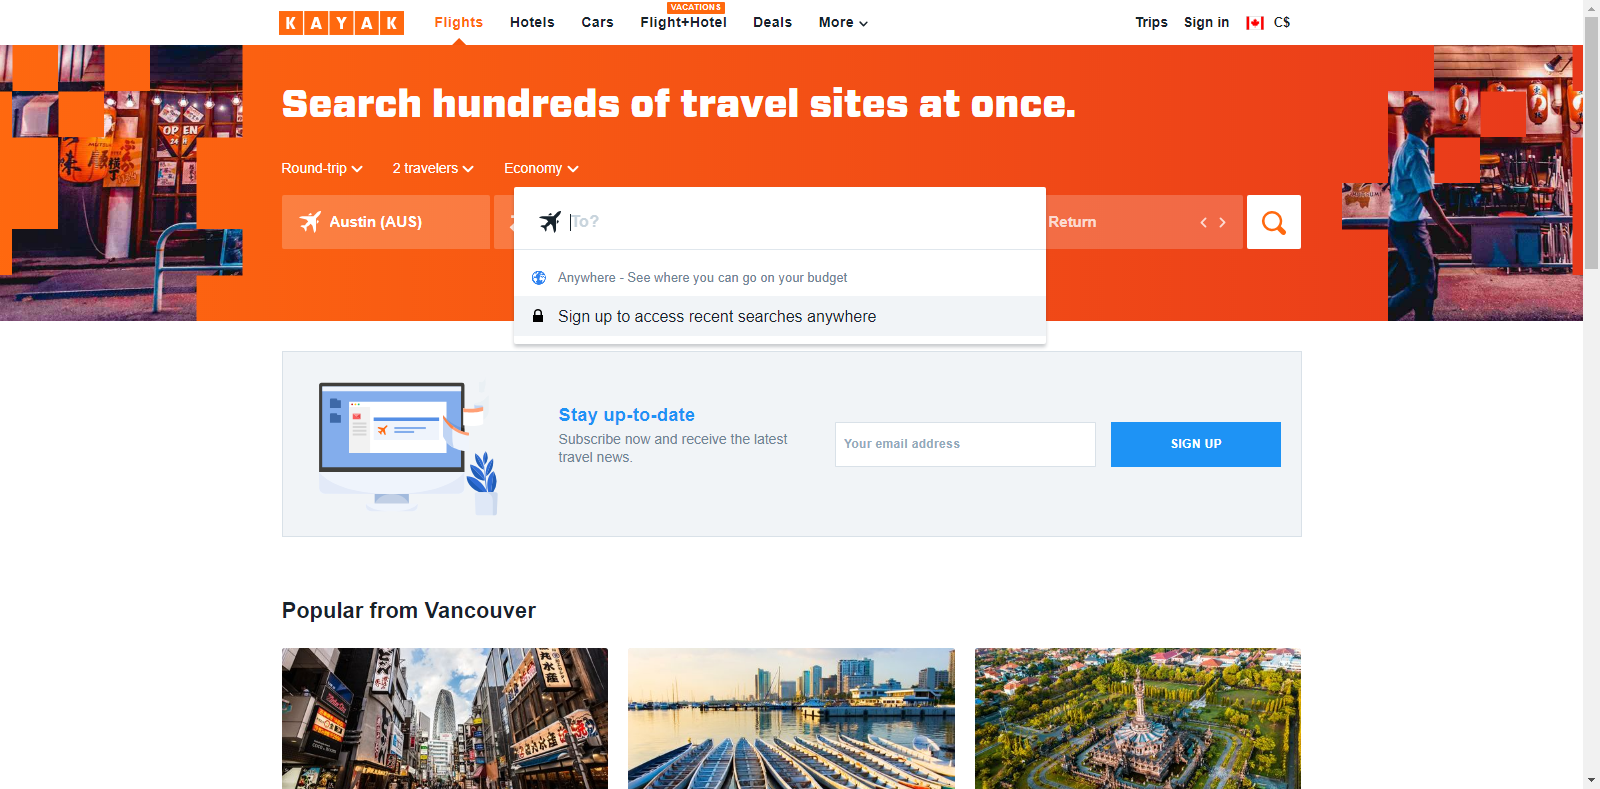 KAYAK
Flights
Hotels
Cars
VACATIONS
Flight+Hotel
Deals
More
Trips
Sign in
C$
Search hundreds of travel sites at once.
Round-trip
2 travelers
Economy
Austin (AUS)
To?
Return
Anywhere - See where you can go on your budget
Sign up to access recent searches anywhere
OPEN
Stay up-to-date
Subscribe now and receive the latest
travel news.
Your email address
SIGN UP
Popular from Vancouver